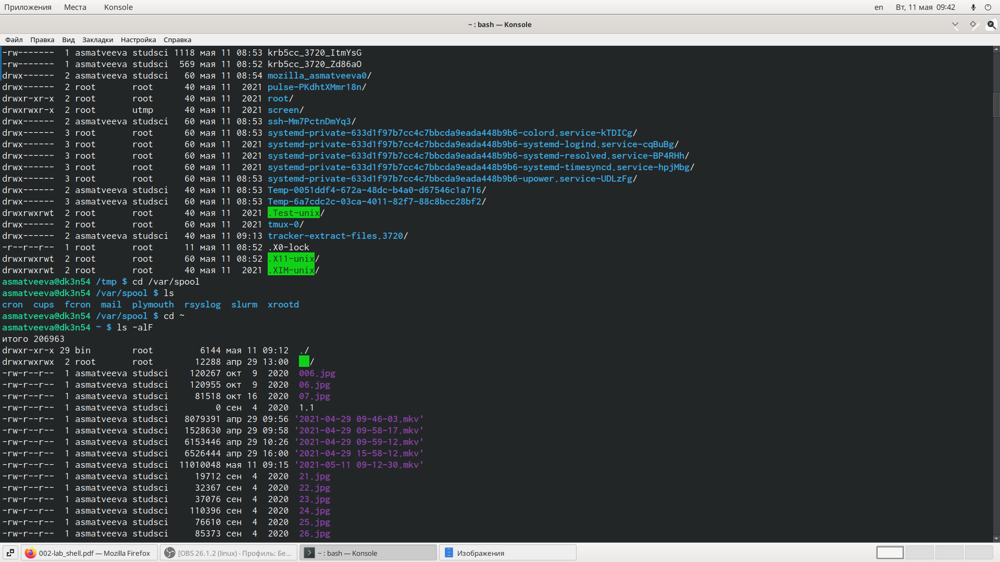 Приложения Места Konsole en Вт, 11 мая 09:42
~ : bash — Konsole
Файл Правка Вид Закладки Настройка Справка
-rw------- 1 asmatveeva studsci 1118 мая 11 08:53 krb5cc_3720_ItmYsG
-rw------- 1 asmatveeva studsci 569 мая 11 08:52 krb5cc_3720_Zd86aO
drwx------ 2 asmatveeva studsci 60 мая 11 08:54 mozilla_asmatveeva0/
drwx------ 2 root root 40 мая 11 2021 pulse-PKdhtXMmr18n/
drwxr-xr-x 2 root root 40 мая 11 2021 root/
drwxrwxr-x 2 root utmp 40 мая 11 2021 screen/
drwx------ 2 asmatveeva studsci 60 мая 11 08:53 ssh-Mm7PctnDmYq3/
drwx------ 3 root root 60 мая 11 08:53 systemd-private-633d1f97b7cc4c7bbcda9eada448b9b6-colord.service-kTDICg/
drwx------ 3 root root 60 мая 11 2021 systemd-private-633d1f97b7cc4c7bbcda9eada448b9b6-systemd-logind.service-cqBuBg/
drwx------ 3 root root 60 мая 11 2021 systemd-private-633d1f97b7cc4c7bbcda9eada448b9b6-systemd-resolved.service-BP4RHh/
drwx------ 3 root root 60 мая 11 2021 systemd-private-633d1f97b7cc4c7bbcda9eada448b9b6-systemd-timesyncd.service-hpjMbg/
drwx------ 3 root root 60 мая 11 08:53 systemd-private-633d1f97b7cc4c7bbcda9eada448b9b6-upower.service-UDLzFg/
drwx------ 2 asmatveeva studsci 40 мая 11 08:53 Temp-0051ddf4-672a-48dc-b4a0-d67546c1a716/
drwx------ 3 asmatveeva studsci 60 мая 11 08:53 Temp-6a7cdc2c-03ca-4011-82f7-88c8bcc28bf2/
drwxrwxrwt 2 root root 40 мая 11 2021 .Test-unix/
drwx------ 2 root root 60 мая 11 2021 tmux-0/
drwx------ 2 asmatveeva studsci 40 мая 11 09:13 tracker-extract-files.3720/
-r--r--r-- 1 root root 11 мая 11 08:52 .X0-lock
drwxrwxrwt 2 root root 60 мая 11 08:52 .X11-unix/
drwxrwxrwt 2 root root 40 мая 11 2021 .XIM-unix/
asmatveeva@dk3n54 /tmp $ cd /var/spool
asmatveeva@dk3n54 /var/spool $ ls
cron cups fcron mail plymouth rsyslog slurm xrootd
asmatveeva@dk3n54 /var/spool $ cd ~
asmatveeva@dk3n54 ~ $ ls -alF
итого 206963
drwxr-xr-x 29 bin root 6144 мая 11 09:12 ./
drwxrwxrwx 2 root root 12288 апр 29 13:00 ../
-rw-r--r-- 1 asmatveeva studsci 120267 окт 9 2020 006.jpg
-rw-r--r-- 1 asmatveeva studsci 120955 окт 9 2020 06.jpg
-rw-r--r-- 1 asmatveeva studsci 81518 окт 16 2020 07.jpg
-rw-r--r-- 1 asmatveeva studsci 0 сен 4 2020 1.1
-rw-r--r-- 1 asmatveeva studsci 8079391 апр 29 09:56 '2021-04-29 09-46-03.mkv'
-rw-r--r-- 1 asmatveeva studsci 1528630 апр 29 09:58 '2021-04-29 09-58-17.mkv'
-rw-r--r-- 1 asmatveeva studsci 6153446 апр 29 10:26 '2021-04-29 09-59-12.mkv'
-rw-r--r-- 1 asmatveeva studsci 6526444 апр 29 16:00 '2021-04-29 15-58-12.mkv'
-rw-r--r-- 1 asmatveeva studsci 11010048 мая 11 09:15 '2021-05-11 09-12-30.mkv'
-rw-r--r-- 1 asmatveeva studsci 19712 сен 4 2020 21.jpg
-rw-r--r-- 1 asmatveeva studsci 32367 сен 4 2020 22.jpg
-rw-r--r-- 1 asmatveeva studsci 37076 сен 4 2020 23.jpg
-rw-r--r-- 1 asmatveeva studsci 110396 сен 4 2020 24.jpg
-rw-r--r-- 1 asmatveeva studsci 76610 сен 4 2020 25.jpg
-rw-r--r-- 1 asmatveeva studsci 85373 сен 4 2020 26.jpg
002-lab_shell.pdf — Mozilla Firefox [OBS 26.1.2 (linux) - Профиль: Бе... ~ : bash — Konsole Изображения